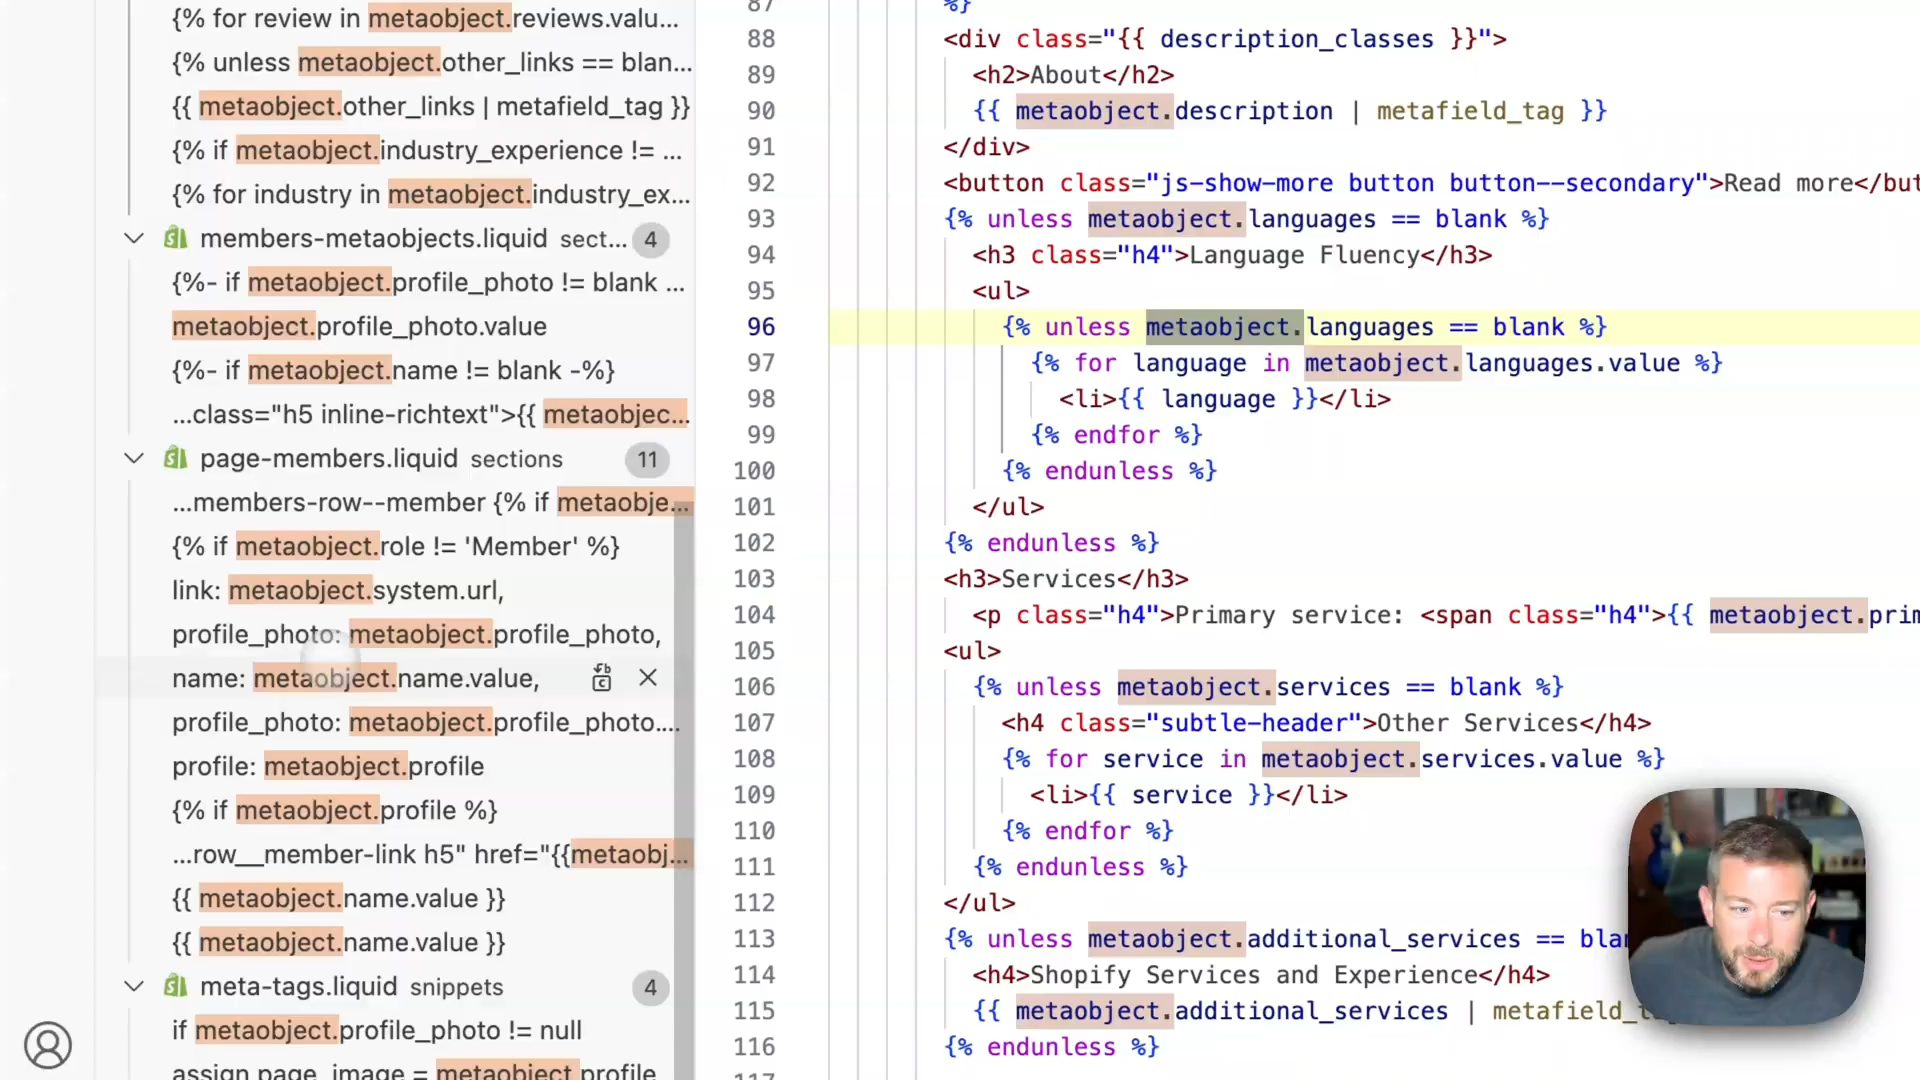 {% for review in metaobject.reviews.valu...
{% unless metaobject.other_links == blan...
{{ metaobject.other_links | metafield_tag }}
{% if metaobject.industry_experience != ...
{% for industry in metaobject.industry_ex...
members-metaobjects.liquid sect... 4
{%- if metaobject.profile_photo != blank ...
metaobject.profile_photo.value
{%- if metaobject.name != blank -%}
...class="h5 inline-richtext">{{ metaobjec...
page-members.liquid sections 11
...members-row--member {% if metaobje...
{% if metaobject.role != 'Member' %}
link: metaobject.system.url,
profile_photo: metaobject.profile_photo,
name: metaobject.name.value,
profile_photo: metaobject.profile_photo....
profile: metaobject.profile
{% if metaobject.profile %}
...row__member-link h5" href="{{metaobj...
{{ metaobject.name.value }}
{{ metaobject.name.value }}
meta-tags.liquid snippets 4
if metaobject.profile_photo != null
assign page_image = metaobject.profile
87 %}
88 <div class="{{ description_classes }}">
89 <h2>About</h2>
90 {{ metaobject.description | metafield_tag }}
91 </div>
92 <button class="js-show-more button button--secondary">Read more</but
93 {% unless metaobject.languages == blank %}
94 <h3 class="h4">Language Fluency</h3>
95 <ul>
96 {% unless metaobject.languages == blank %}
97 {% for language in metaobject.languages.value %}
98 <li>{{ language }}</li>
99 {% endfor %}
100 {% endunless %}
101 </ul>
102 {% endunless %}
103 <h3>Services</h3>
104 <p class="h4">Primary service: <span class="h4">{{ metaobject.prim
105 <ul>
106 {% unless metaobject.services == blank %}
107 <h4 class="subtle-header">Other Services</h4>
108 {% for service in metaobject.services.value %}
109 <li>{{ service }}</li>
110 {% endfor %}
111 {% endunless %}
112 </ul>
113 {% unless metaobject.additional_services == blan
114 <h4>Shopify Services and Experience</h4>
115 {{ metaobject.additional_services | metafield_t
116 {% endunless %}
117